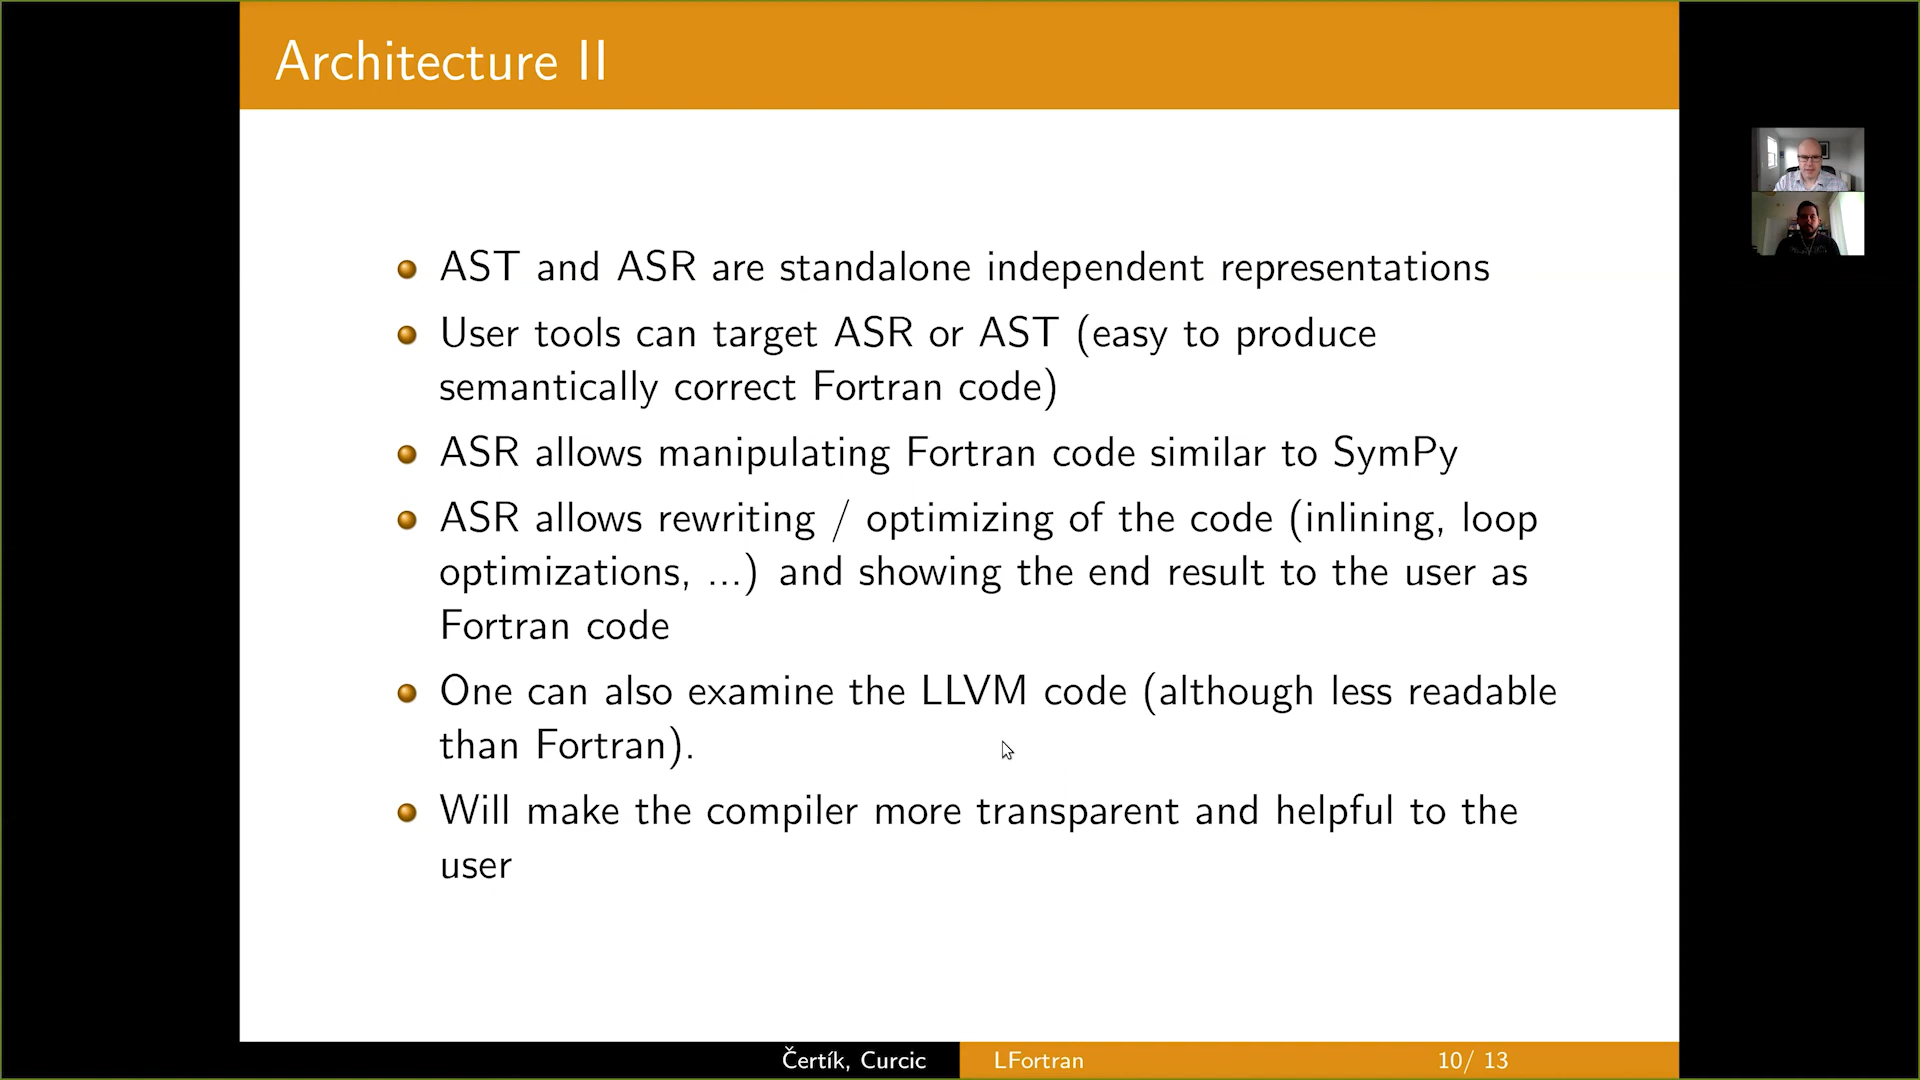 Architecture II
AST and ASR are standalone independent representations
User tools can target ASR or AST (easy to produce
semantically correct Fortran code)
ASR allows manipulating Fortran code similar to SymPy
ASR allows rewriting / optimizing of the code (inlining, loop
optimizations, ...) and showing the end result to the user as
Fortran code
One can also examine the LLVM code (although less readable
than Fortran).
Will make the compiler more transparent and helpful to the
user
Čertík, Curcic
LFortran
10/ 13